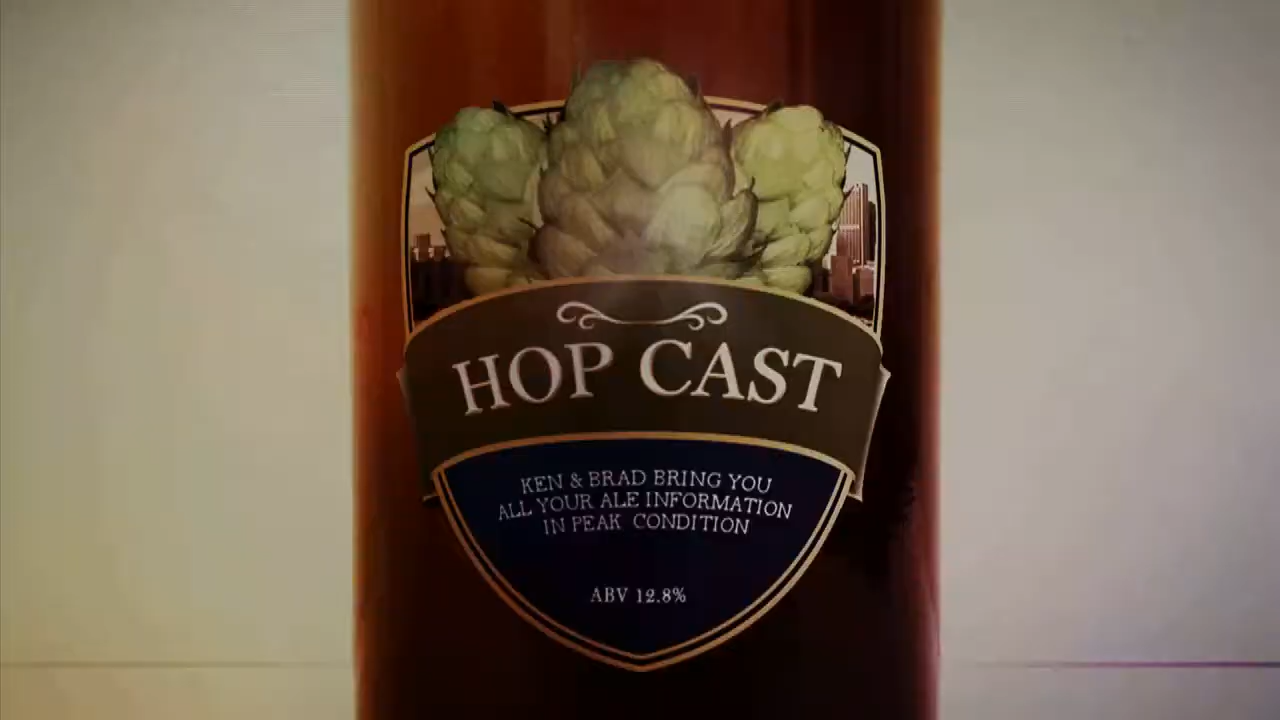 HOP CAST
KEN & BRAD BRING YOU
ALL YOUR ALE INFORMATION
IN PEAK CONDITION
ABV 12.8%